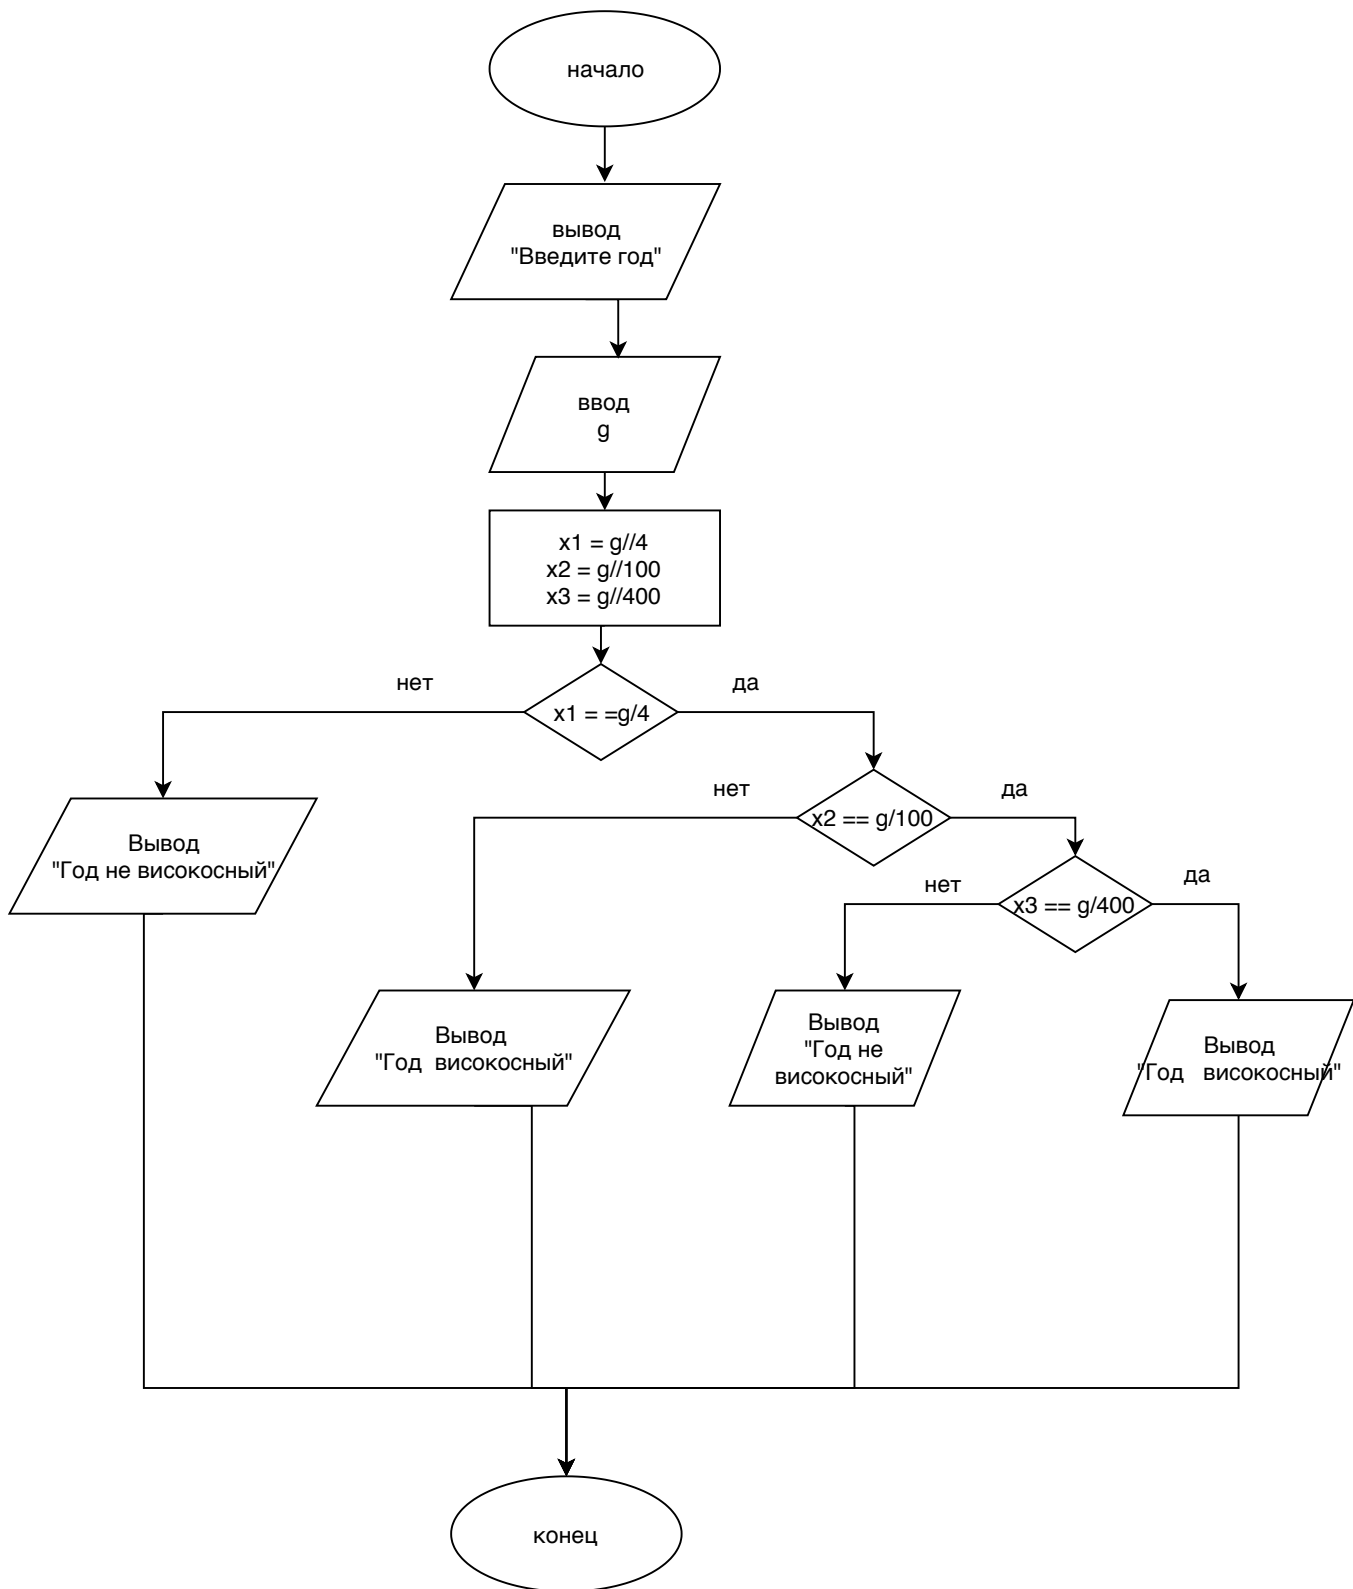 начало
вывод
"Введите год"
ввод
g
x1 = g//4
x2 = g//100
x3 = g//400
нет
да
x1 = =g/4
нет
да
x2 == g/100
Вывод
"Год не високосный"
нет
да
x3 == g/400
Вывод
"Год високосный"
Вывод
"Год не
високосный"
Вывод
"Год високосный"
конец